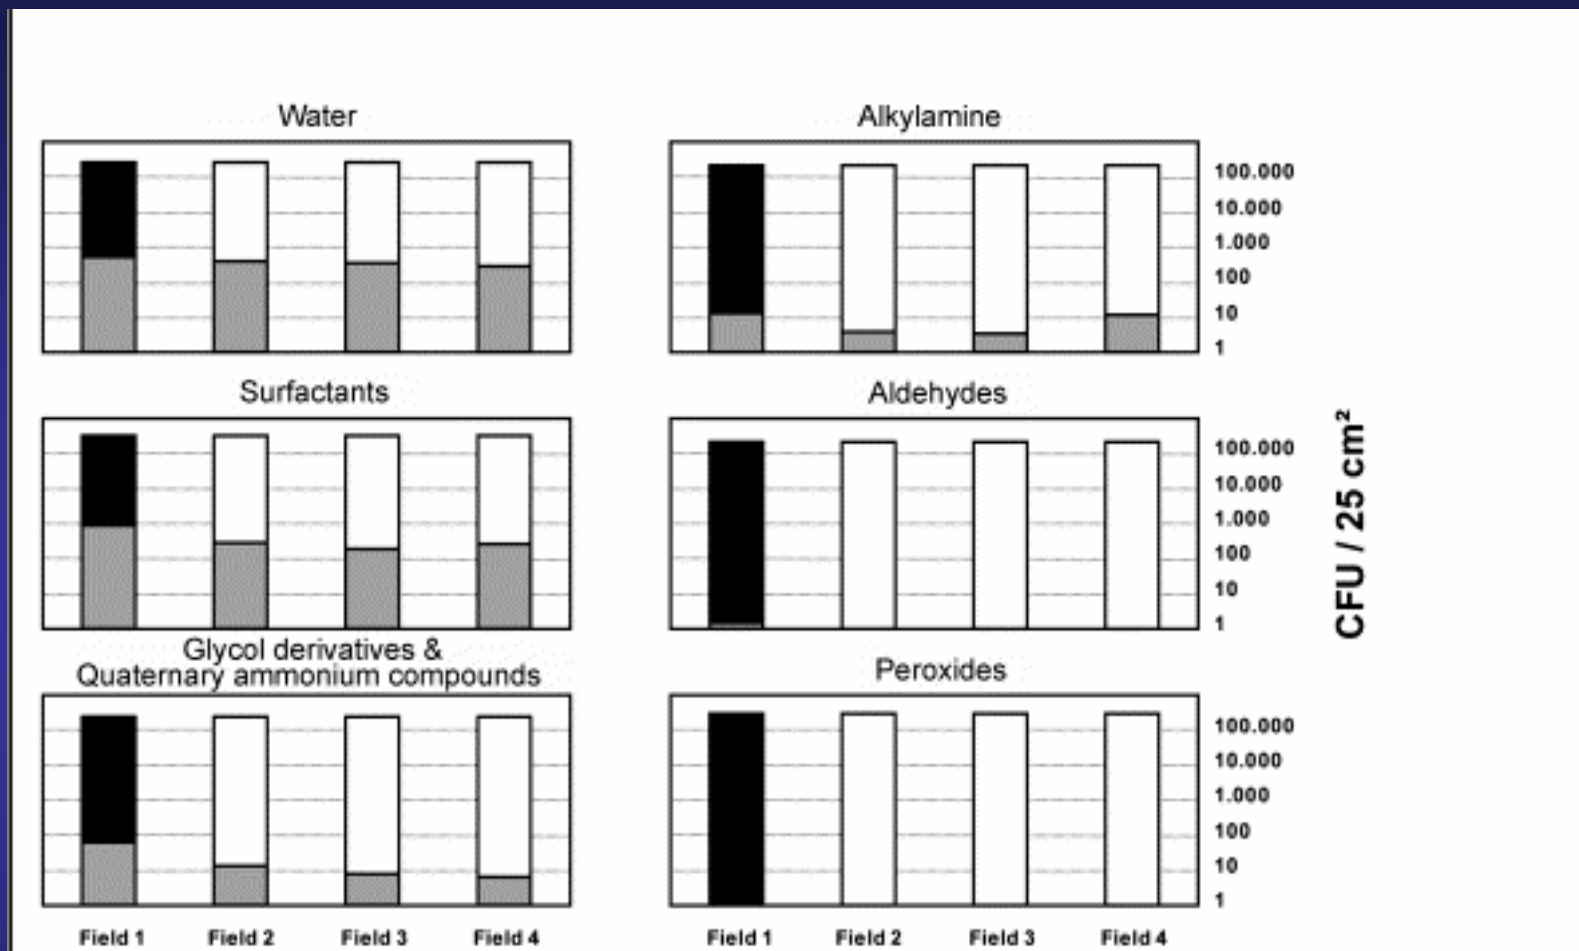 Water
Alkylamine
100.000
10.000
1.000
100
10
1
Surfactants
Aldehydes
100.000
10.000
1.000
100
10
1
CFU / 25 cm²
Glycol derivatives &
Quaternary ammonium compounds
Peroxides
100.000
10.000
1.000
100
10
1
Field 1 Field 2 Field 3 Field 4
Field 1 Field 2 Field 3 Field 4